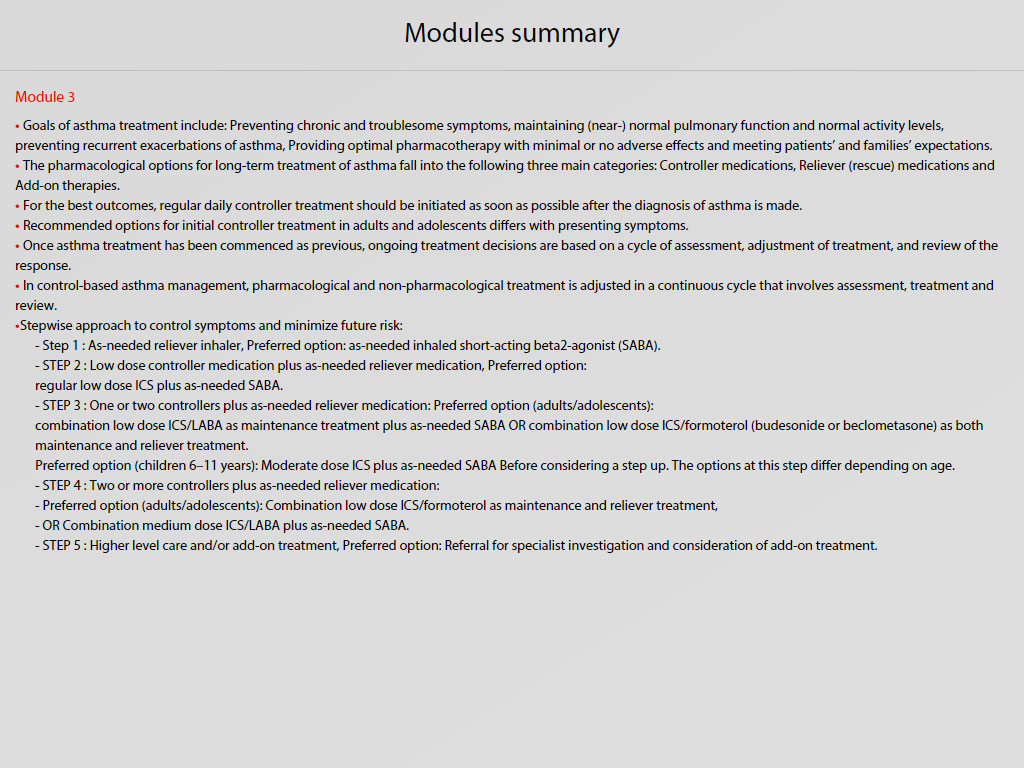 Modules summary
Module 3
• Goals of asthma treatment include: Preventing chronic and troublesome symptoms, maintaining (near-) normal pulmonary function and normal activity levels,
preventing recurrent exacerbations of asthma, Providing optimal pharmacotherapy with minimal or no adverse effects and meeting patients’ and families’ expectations.
• The pharmacological options for long-term treatment of asthma fall into the following three main categories: Controller medications, Reliever (rescue) medications and
Add-on therapies.
• For the best outcomes, regular daily controller treatment should be initiated as soon as possible after the diagnosis of asthma is made.
• Recommended options for initial controller treatment in adults and adolescents differs with presenting symptoms.
• Once asthma treatment has been commenced as previous, ongoing treatment decisions are based on a cycle of assessment, adjustment of treatment, and review of the
response.
• In control-based asthma management, pharmacological and non-pharmacological treatment is adjusted in a continuous cycle that involves assessment, treatment and
review.
•Stepwise approach to control symptoms and minimize future risk:
- Step 1 : As-needed reliever inhaler, Preferred option: as-needed inhaled short-acting beta2-agonist (SABA).
- STEP 2 : Low dose controller medication plus as-needed reliever medication, Preferred option:
regular low dose ICS plus as-needed SABA.
- STEP 3 : One or two controllers plus as-needed reliever medication: Preferred option (adults/adolescents):
combination low dose ICS/LABA as maintenance treatment plus as-needed SABA OR combination low dose ICS/formoterol (budesonide or beclometasone) as both
maintenance and reliever treatment.
Preferred option (children 6–11 years): Moderate dose ICS plus as-needed SABA Before considering a step up. The options at this step differ depending on age.
- STEP 4 : Two or more controllers plus as-needed reliever medication:
- Preferred option (adults/adolescents): Combination low dose ICS/formoterol as maintenance and reliever treatment,
- OR Combination medium dose ICS/LABA plus as-needed SABA.
- STEP 5 : Higher level care and/or add-on treatment, Preferred option: Referral for specialist investigation and consideration of add-on treatment.